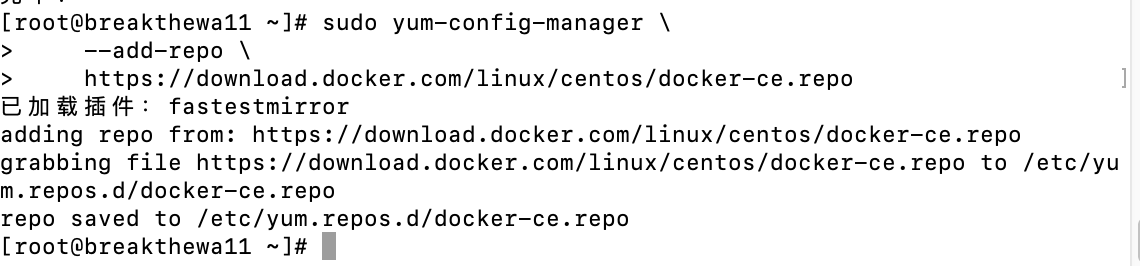 [root@breakthewa11 ~]# sudo yum-config-manager \
>     --add-repo \
>     https://download.docker.com/linux/centos/docker-ce.repo
已加载插件：fastestmirror
adding repo from: https://download.docker.com/linux/centos/docker-ce.repo
grabbing file https://download.docker.com/linux/centos/docker-ce.repo to /etc/yu
m.repos.d/docker-ce.repo
repo saved to /etc/yum.repos.d/docker-ce.repo
[root@breakthewa11 ~]#